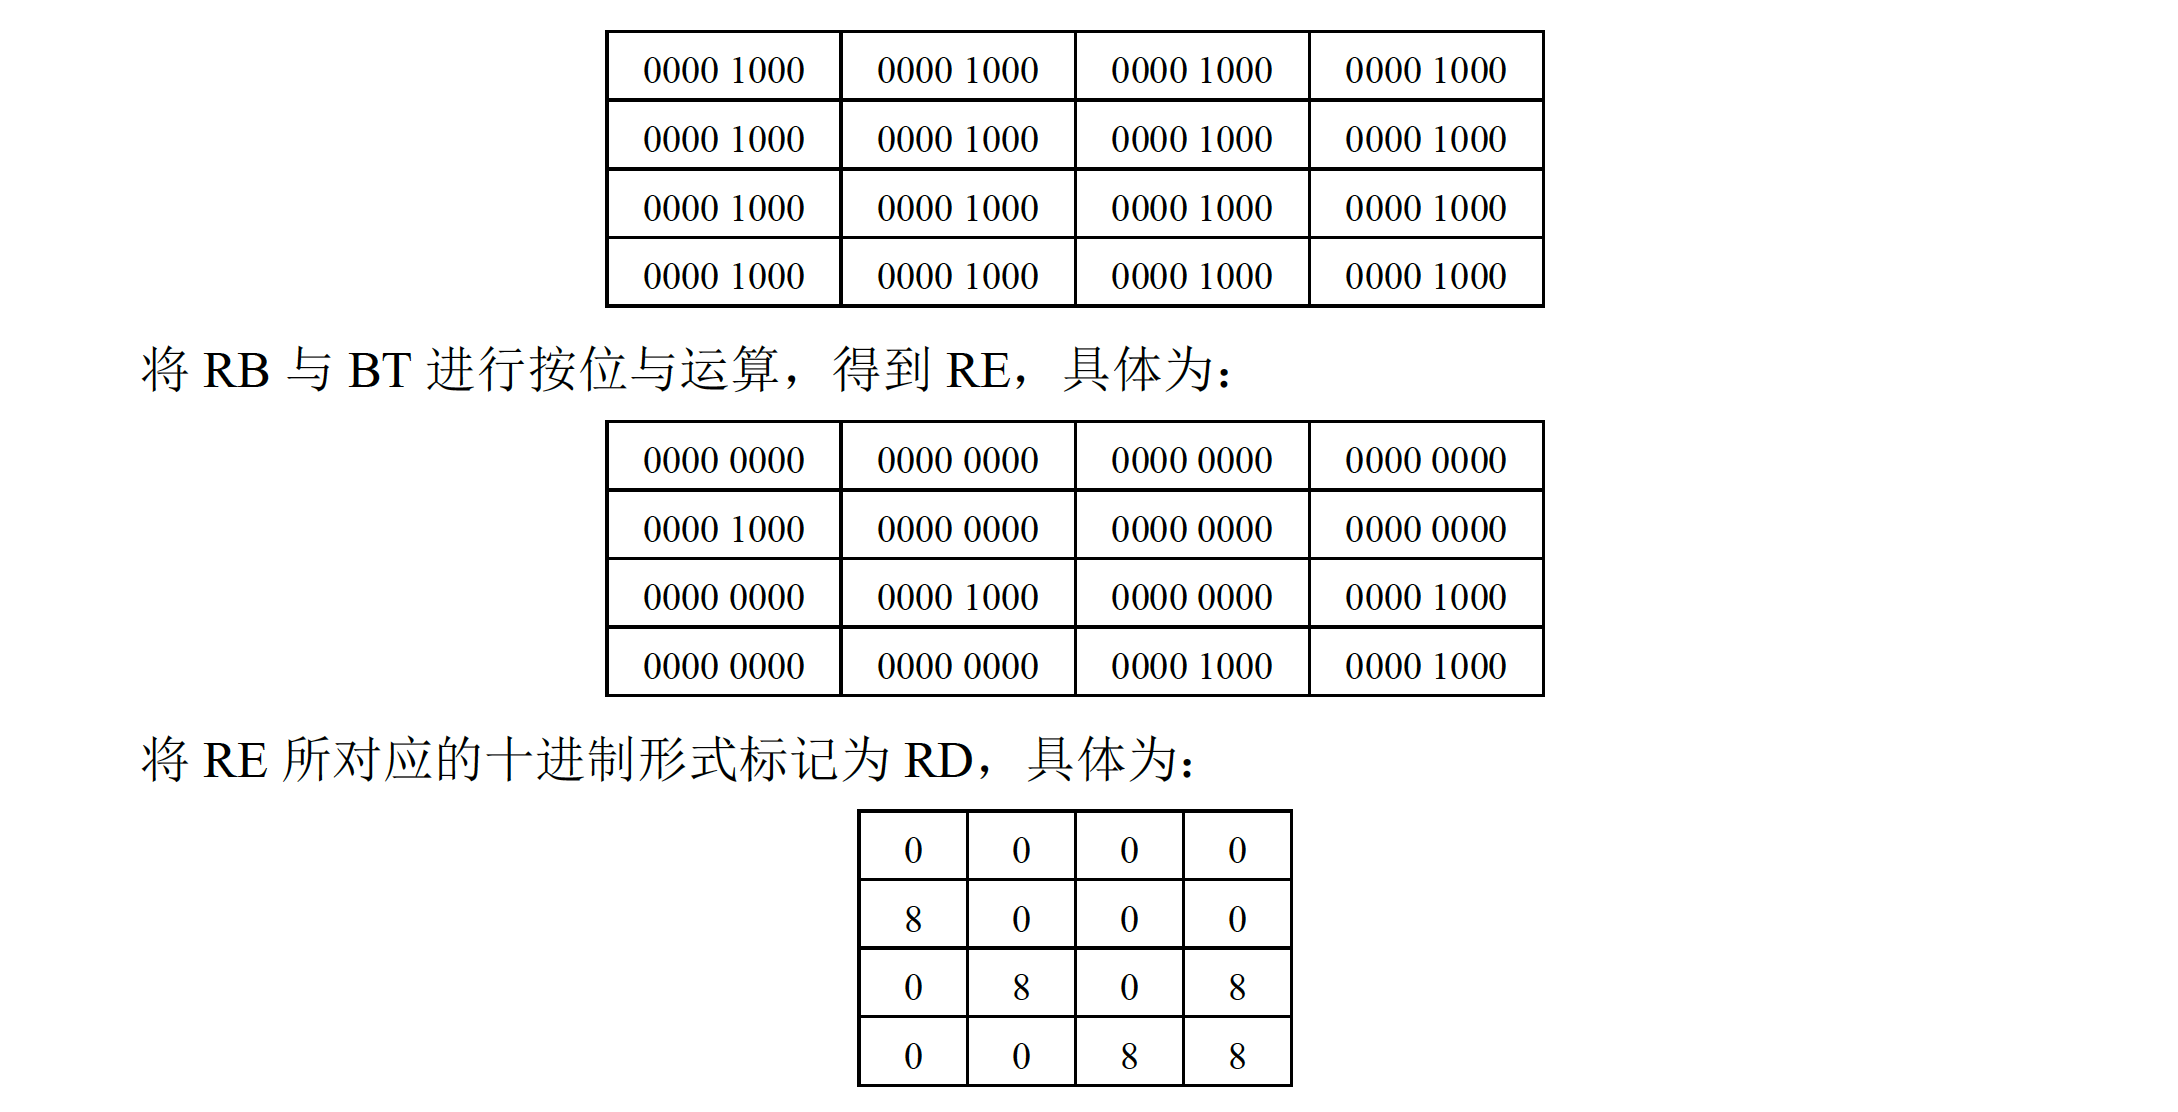 0000 1000 0000 1000 0000 1000 0000 1000
0000 1000 0000 1000 0000 1000 0000 1000
0000 1000 0000 1000 0000 1000 0000 1000
0000 1000 0000 1000 0000 1000 0000 1000
将 RB 与 BT 进行按位与运算，得到 RE，具体为：
0000 0000 0000 0000 0000 0000 0000 0000
0000 1000 0000 0000 0000 0000 0000 0000
0000 0000 0000 1000 0000 0000 0000 1000
0000 0000 0000 0000 0000 1000 0000 1000
将 RE 所对应的十进制形式标记为 RD，具体为：
0 0 0 0
8 0 0 0
0 8 0 8
0 0 8 8